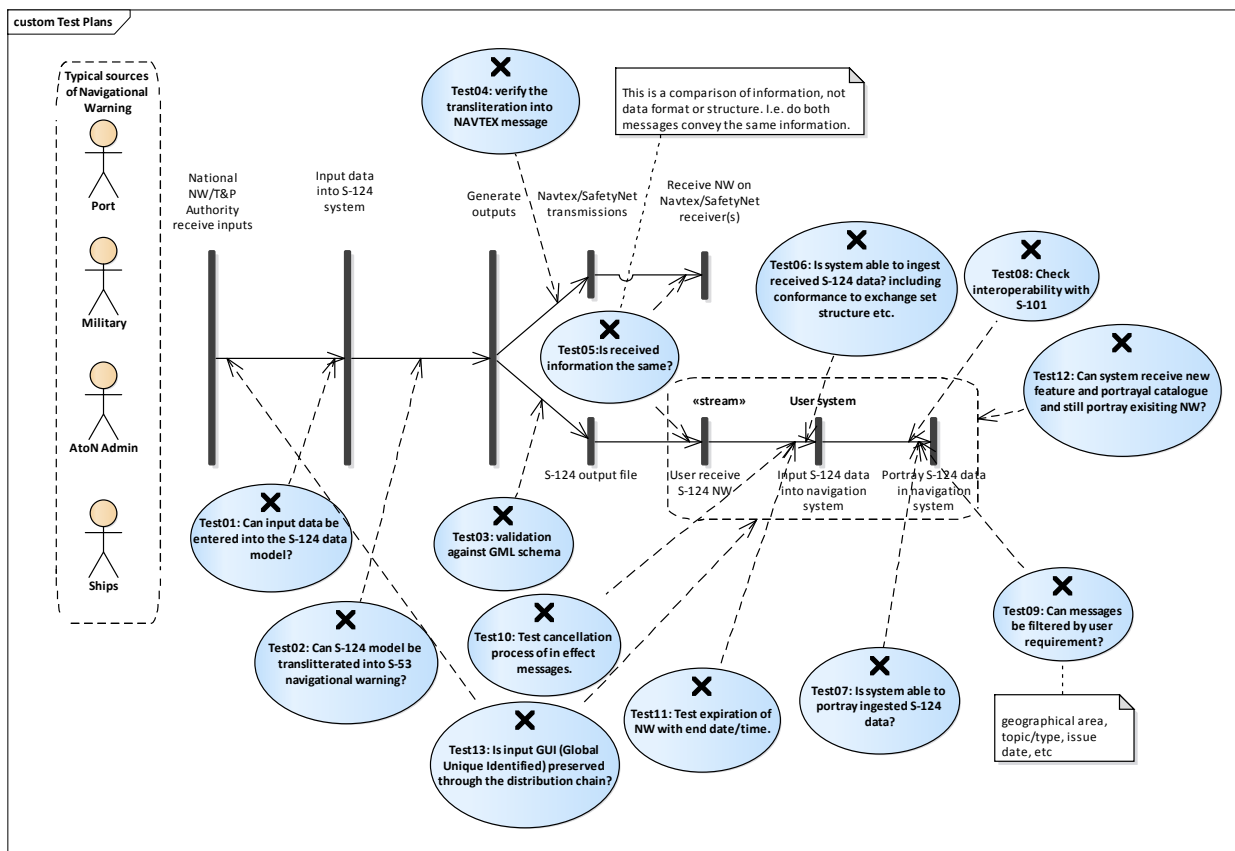 custom Test Plans
Typical sources
of Navigational
Warning
Port
Military
AtoN Admin
Ships
National
NW/T&P
Authority
receive inputs
Input data
into S-124
system
Generate
outputs
Navtex/SafetyNet
transmissions
Receive NW on
Navtex/SafetyNet
receiver(s)
Test04: verify the
transliteration into
NAVTEX message
This is a comparison of information, not
data format or structure. I.e. do both
messages convey the same information.
Test06: Is system able to ingest
received S-124 data? including
conformance to exchange set
structure etc.
Test08: Check
interoperability with
S-101
Test05:Is received
information the same?
Test12: Can system receive new
feature and portrayal catalogue
and still portray exisiting NW?
«stream»
User system
S-124 output file
User receive
S-124 NW
Input S-124 data
into navigation
system
Portray S-124 data
in navigation
system
Test01: Can input data be
entered into the S-124 data
model?
Test03: validation
against GML schema
Test02: Can S-124 model be
translitterated into S-53
navigational warning?
Test10: Test cancellation
process of in effect
messages.
Test09: Can messages
be filtered by user
requirement?
Test07: Is system able to
portray ingested S-124
data?
Test11: Test expiration of
NW with end date/time.
Test13: Is input GUI (Global
Unique Identified) preserved
through the distribution chain?
geographical area,
topic/type, issue
date, etc